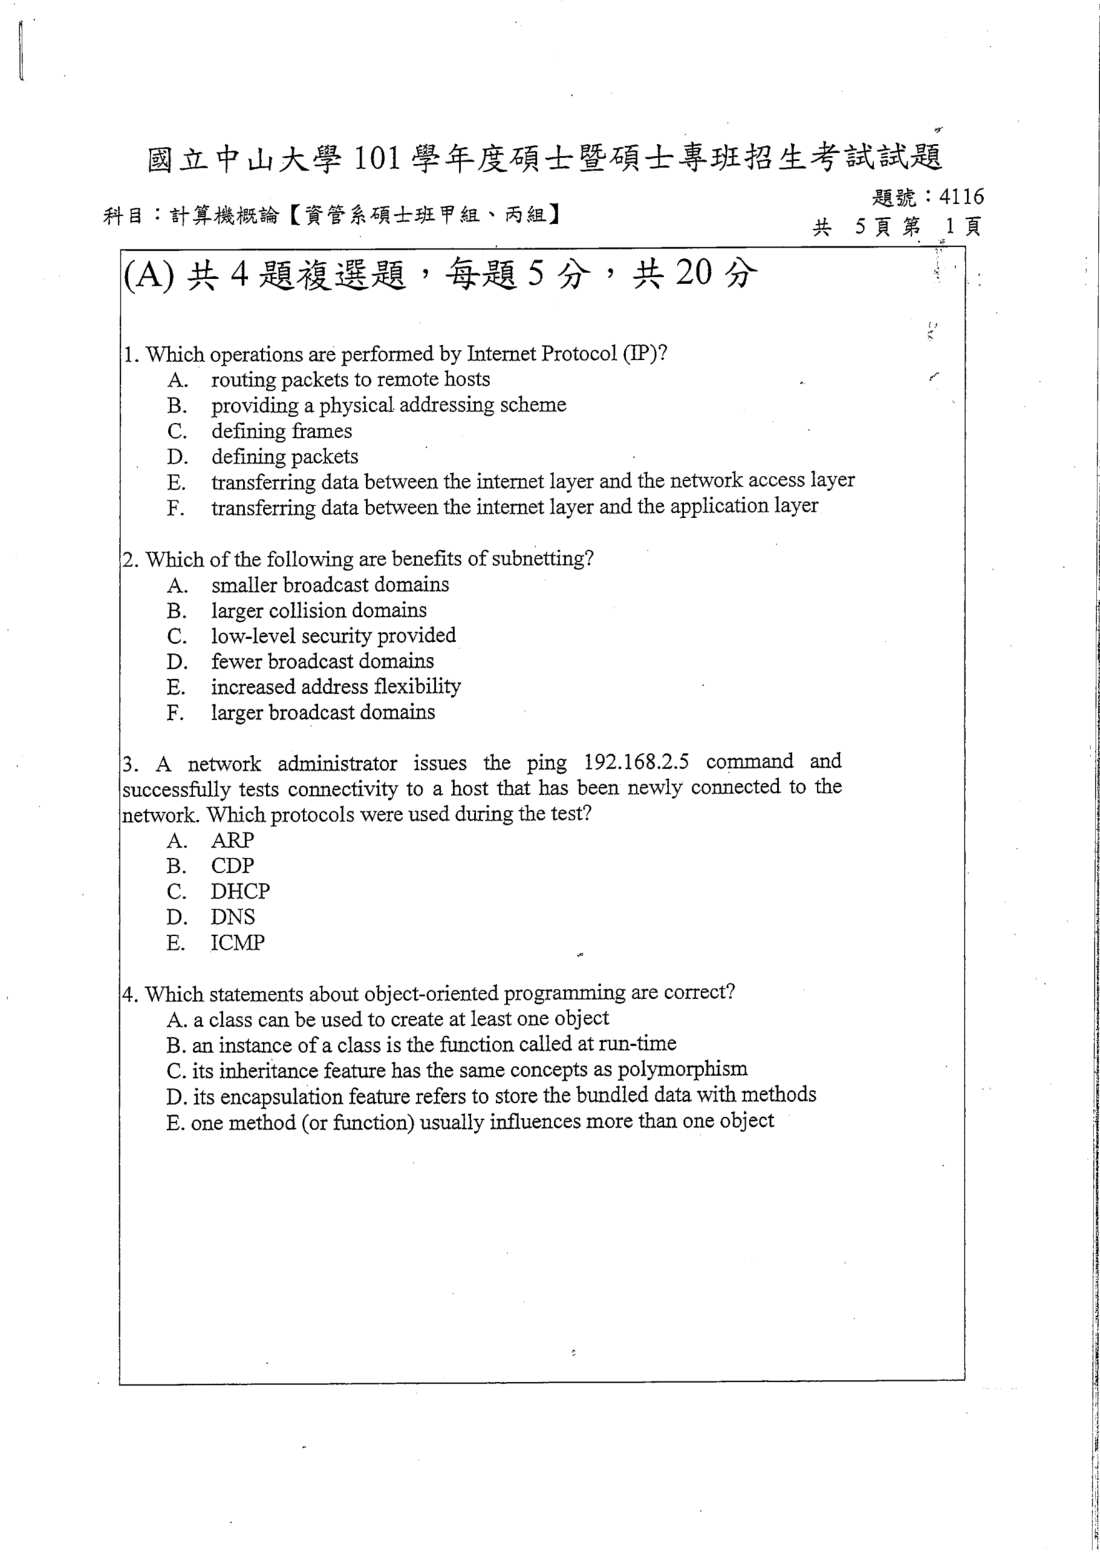 國立中山大學 101 學年度碩士暨碩士專班招生考試試題
科目：計算機概論【資管系碩士班甲組、丙組】
題號：4116
共 5 頁 第 1 頁
(A) 共 4 題複選題，每題 5 分，共 20 分
1. Which operations are performed by Internet Protocol (IP)?
A. routing packets to remote hosts
B. providing a physical addressing scheme
C. defining frames
D. defining packets
E. transferring data between the internet layer and the network access layer
F. transferring data between the internet layer and the application layer
2. Which of the following are benefits of subnetting?
A. smaller broadcast domains
B. larger collision domains
C. low-level security provided
D. fewer broadcast domains
E. increased address flexibility
F. larger broadcast domains
3. A network administrator issues the ping 192.168.2.5 command and
successfully tests connectivity to a host that has been newly connected to the
network. Which protocols were used during the test?
A. ARP
B. CDP
C. DHCP
D. DNS
E. ICMP
4. Which statements about object-oriented programming are correct?
A. a class can be used to create at least one object
B. an instance of a class is the function called at run-time
C. its inheritance feature has the same concepts as polymorphism
D. its encapsulation feature refers to store the bundled data with methods
E. one method (or function) usually influences more than one object